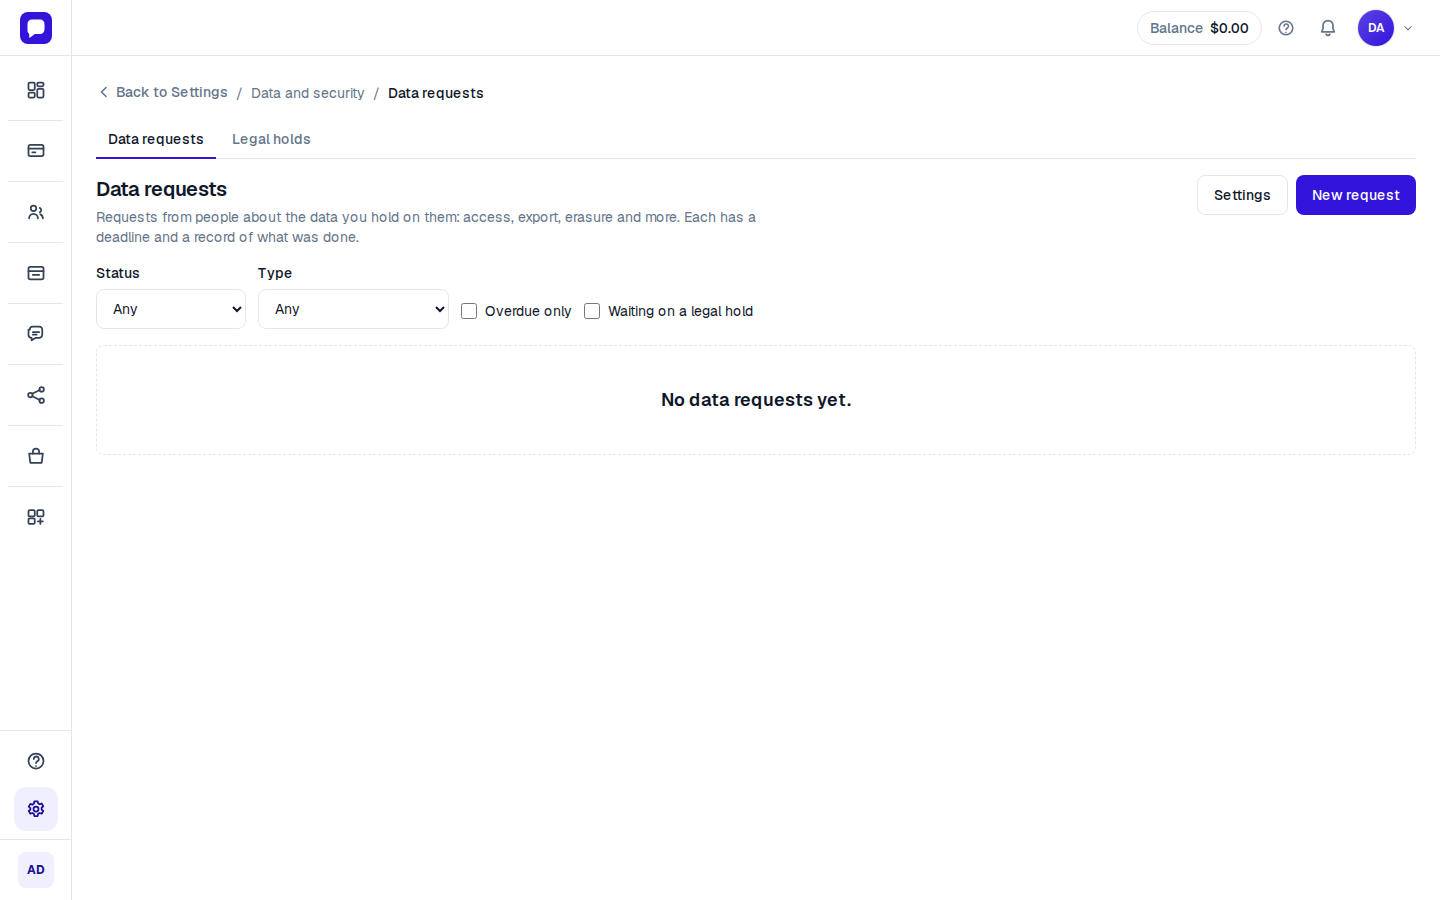 Balance $0.00
DA
Back to Settings / Data and security / Data requests
Data requests
Legal holds
Data requests
Settings
New request
Requests from people about the data you hold on them: access, export, erasure and more. Each has a
deadline and a record of what was done.
Status
Type
Any
Any
Overdue only
Waiting on a legal hold
No data requests yet.
AD